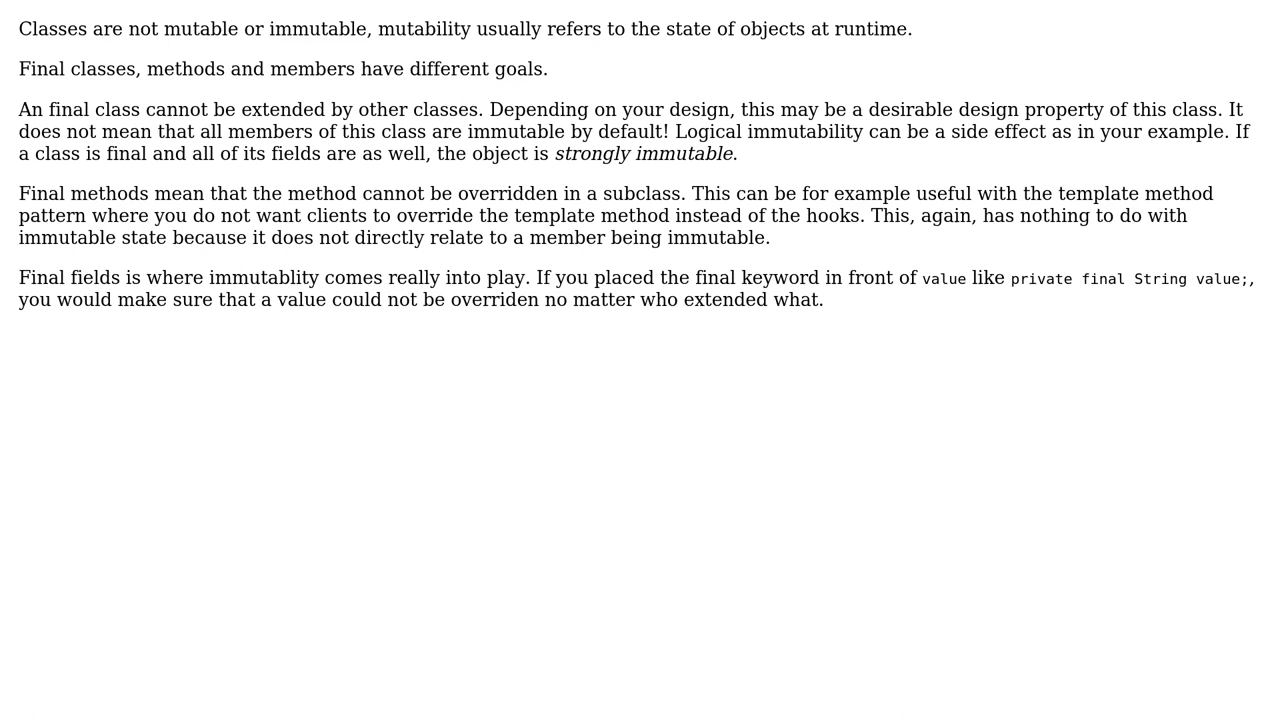 Classes are not mutable or immutable, mutability usually refers to the state of objects at runtime.
Final classes, methods and members have different goals.
An final class cannot be extended by other classes. Depending on your design, this may be a desirable design property of this class. It
does not mean that all members of this class are immutable by default! Logical immutability can be a side effect as in your example. If
a class is final and all of its fields are as well, the object is strongly immutable.
Final methods mean that the method cannot be overridden in a subclass. This can be for example useful with the template method
pattern where you do not want clients to override the template method instead of the hooks. This, again, has nothing to do with
immutable state because it does not directly relate to a member being immutable.
Final fields is where immutablity comes really into play. If you placed the final keyword in front of value like private final String value;,
you would make sure that a value could not be overriden no matter who extended what.